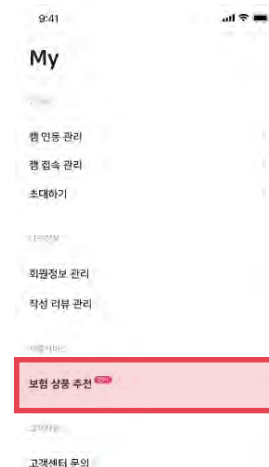 9:41
My
캠 인증 관리
캠 접속 관리
초대하기
회원정보 관리
작성 리뷰 관리
보험 상품 추천
고객센터 문의